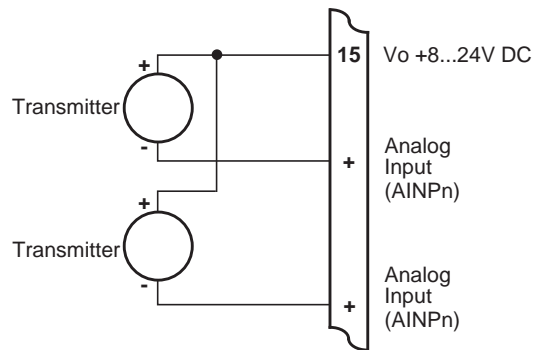 +
15 Vo +8...24V DC
Transmitter
-
+
Analog
Input
(AINPn)
+
Transmitter
-
+
Analog
Input
(AINPn)